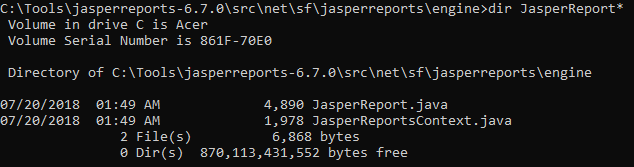 C:\Tools\jasperreports-6.7.0\src\net\sf\jasperreports\engine>dir JasperReport*
 Volume in drive C is Acer
 Volume Serial Number is 861F-70E0

 Directory of C:\Tools\jasperreports-6.7.0\src\net\sf\jasperreports\engine

07/20/2018  01:49 AM             4,890 JasperReport.java
07/20/2018  01:49 AM             1,978 JasperReportsContext.java
               2 File(s)          6,868 bytes
               0 Dir(s)  870,113,431,552 bytes free